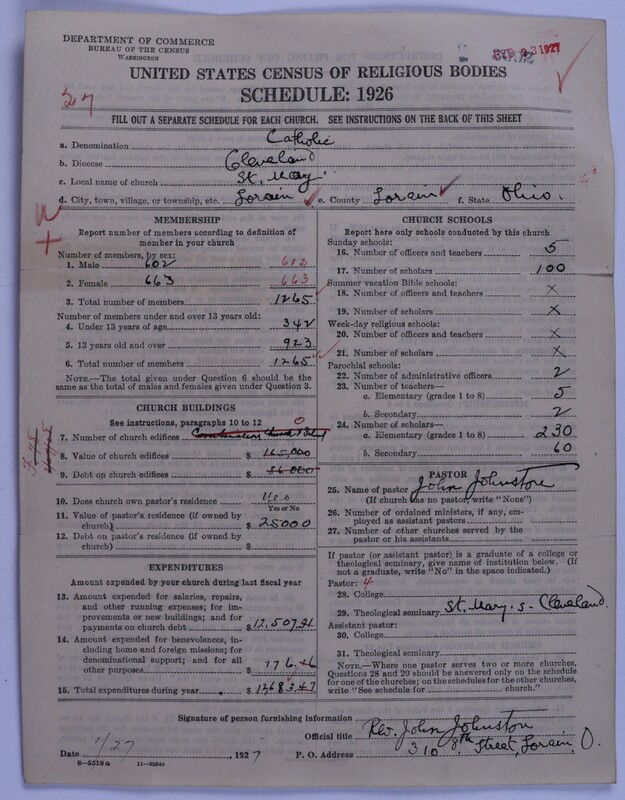 DEPARTMENT OF COMMERCE
BUREAU OF THE CENSUS
WASHINGTON
1927
UNITED STATES CENSUS OF RELIGIOUS BODIES
SCHEDULE: 1926
27
FILL OUT A SEPARATE SCHEDULE FOR EACH CHURCH. SEE INSTRUCTIONS ON THE BACK OF THIS SHEET
a. Denomination Catholic
b. Diocese Cleveland
c. Local name of church St. Mary.
d. City, town, village, or township, etc. Lorain e. County Lorain f. State Ohio.
MEMBERSHIP
Report number of members according to definition of member in your church
Number of members, by sex:
1. Male 602 602
2. Female 663 663
3. Total number of members 1265
Number of members under and over 13 years old:
4. Under 13 years of age 342
5. 13 years old and over 923
6. Total number of members 1265
NOTE.—The total given under Question 6 should be the
same as the total of males and females given under Question 3.
CHURCH BUILDINGS
See instructions, paragraphs 10 to 12
7. Number of church edifices Combination Church & School 0
8. Value of church edifices $ 165,000
9. Debt on church edifices $ 56000
10. Does church own pastor's residence Yes
Yes or No
11. Value of pastor's residence (if owned by
church) $ 25000
12. Debt on pastor's residence (if owned by
church) $
EXPENDITURES
Amount expended by your church during last fiscal year
13. Amount expended for salaries, repairs,
and other running expenses; for im-
provements or new buildings; and for
payments on church debt $ 12,507.21
14. Amount expended for benevolences, in-
cluding home and foreign missions; for
denominational support; and for all
other purposes $ 176.46
15. Total expenditures during year $ 12683.47
CHURCH SCHOOLS
Report here only schools conducted by this church
Sunday schools:
16. Number of officers and teachers 5
17. Number of scholars 100
Summer vacation Bible schools:
18. Number of officers and teachers X
19. Number of scholars X
Week-day religious schools:
20. Number of officers and teachers X
21. Number of scholars X
Parochial schools:
22. Number of administrative officers 2
23. Number of teachers—
a. Elementary (grades 1 to 8) 5
b. Secondary 2
24. Number of scholars—
a. Elementary (grades 1 to 8) 230
b. Secondary 60
PASTOR
25. Name of pastor John Johnston
(If church has no pastor, write "None")
26. Number of ordained ministers, if any, em-
ployed as assistant pastors
27. Number of other churches served by the
pastor or his assistants
If pastor (or assistant pastor) is a graduate of a college or
theological seminary, give name of institution below. (If
not a graduate, write "No" in the space indicated.)
Pastor: 4
28. College
29. Theological seminary St. Mary's - Cleveland.
Assistant pastor:
30. College
31. Theological seminary
NOTE.—Where one pastor serves two or more churches,
Questions 28 and 29 should be answered only on the schedule
for one of the churches; on the schedules for the other churches,
write "See schedule for church."
Signature of person furnishing information Rev. John Johnston
Official title
Date 1/27, 1927 P. O. Address 310 8th Street, Lorain, O.
6—5518a